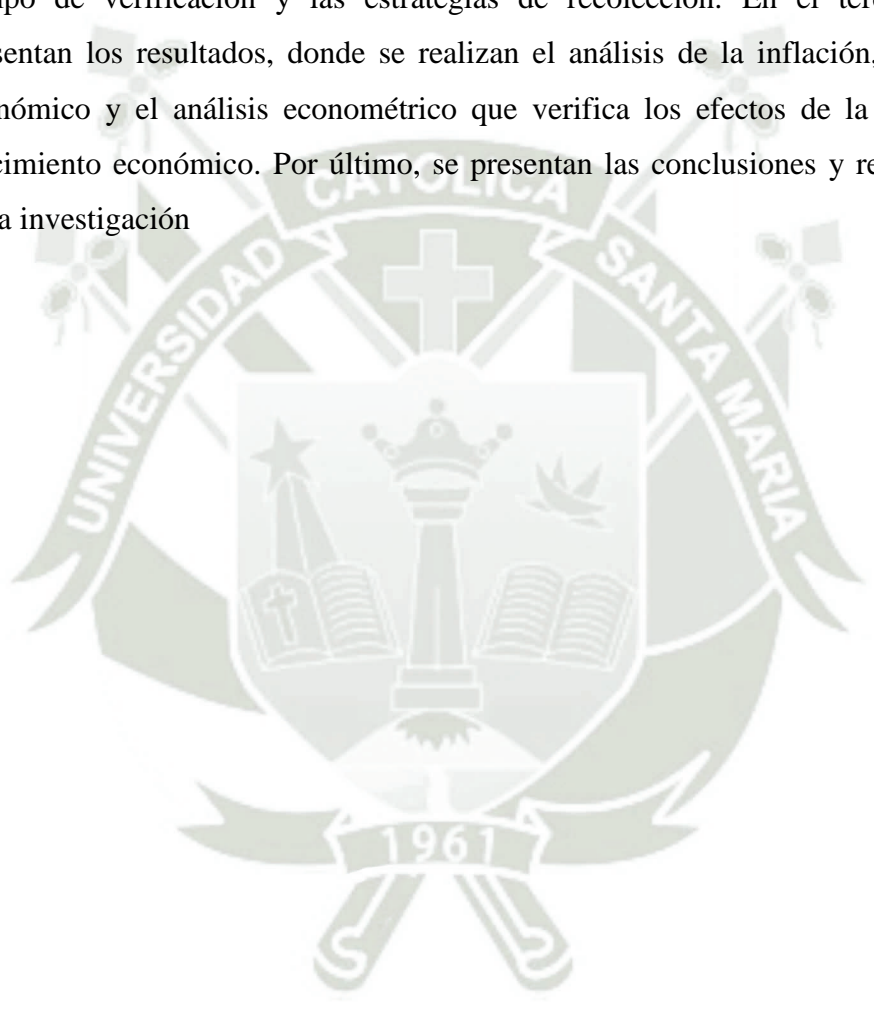 po de verificación y las estrategias de recolección. En el ter
sentan los resultados, donde se realizan el análisis de la inflación,
nómico y el análisis econométrico que verifica los efectos de la
cimiento económico. Por último, se presentan las conclusiones y re
a investigación
CATOLICA
UNIVERSIDAD
SANTA MARIA
1961